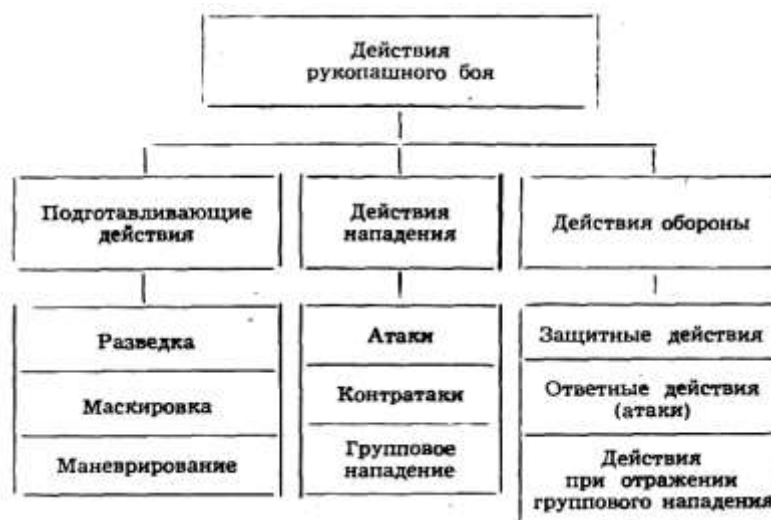 Действия
рукопашного боя
Подготавливающие
действия
Действия
нападения
Действия обороны
Разведка
Маскировка
Маневрирование
Атаки
Контратаки
Групповое
нападение
Защитные действия
Ответные действия
(атаки)
Действия
при отражении
группового нападения